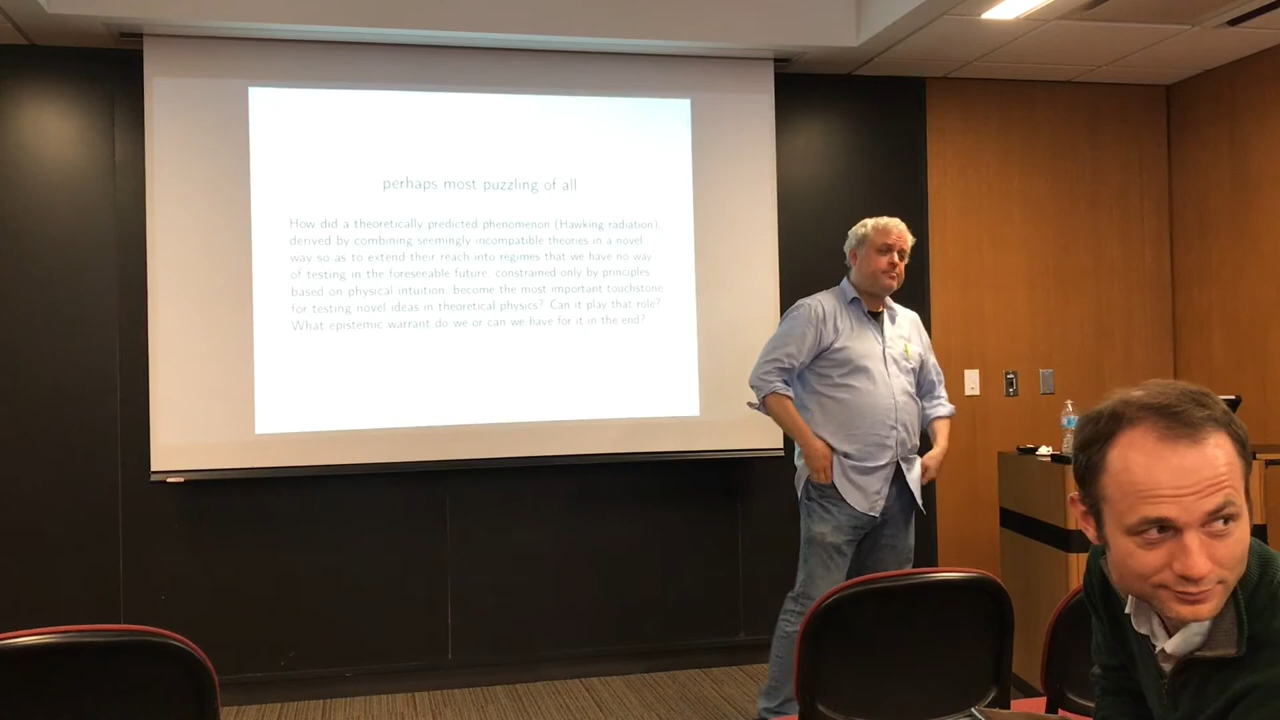 perhaps most puzzling of all
How did a theoretically predicted phenomenon (Hawking radiation),
derived by combining seemingly incompatible theories in a novel
way so as to extend their reach into regimes that we have no way
of testing in the foreseeable future, constrained only by principles
based on physical intuition, become the most important touchstone
for testing novel ideas in theoretical physics? Can it play that role?
What epistemic warrant do we or can we have for it in the end?